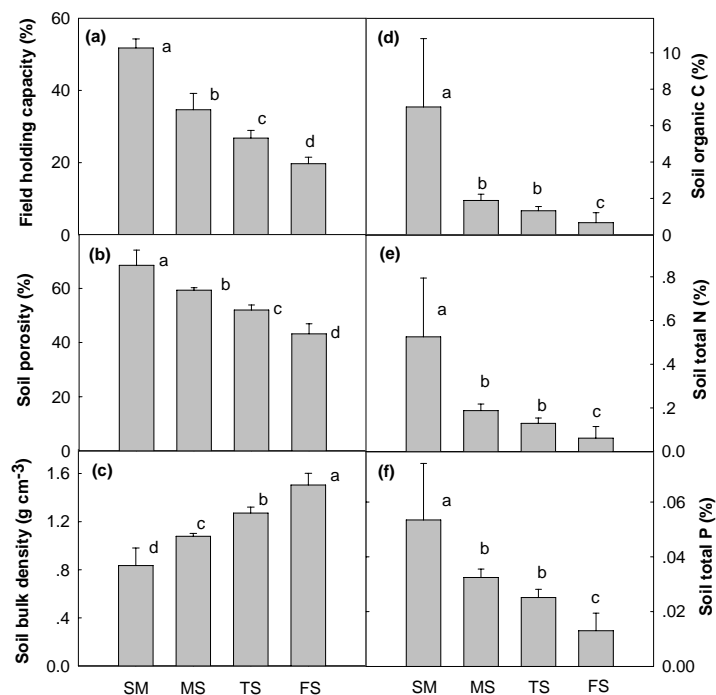 (a)
Field holding capacity (%)
60
40
20
0
a
b
c
d
(d)
Soil organic C (%)
10
8
6
4
2
0
a
b
b
c
(b)
Soil porosity (%)
60
40
20
0
a
b
c
d
(e)
Soil total N (%)
.8
.6
.4
.2
0.0
a
b
b
c
(c)
Soil bulk density (g cm-3)
1.6
1.2
.8
.4
0.0
d
c
b
a
(f)
Soil total P (%)
.06
.04
.02
0.00
a
b
b
c
SM MS TS FS
SM MS TS FS